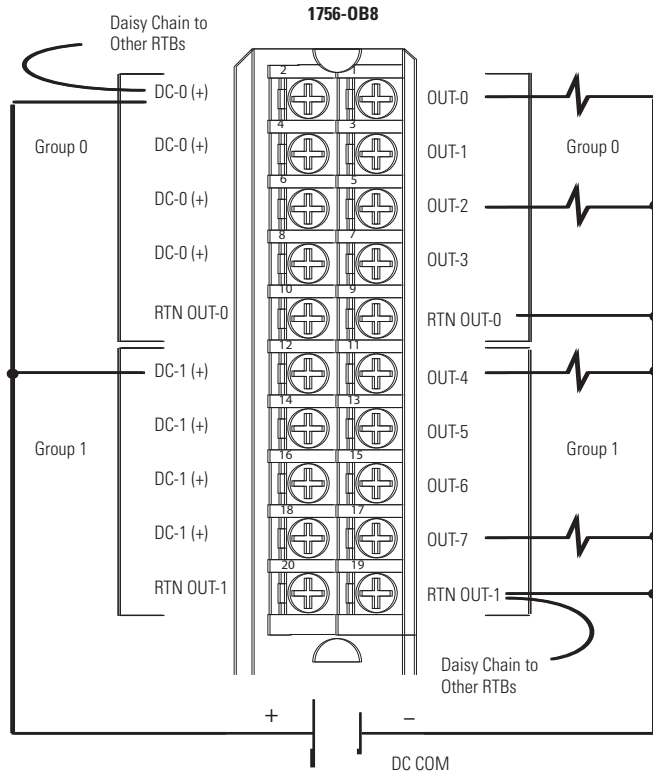 1756-OB8
Daisy Chain to
Other RTBs
2 1
DC-0 (+) OUT-0
4 3
Group 0 DC-0 (+) OUT-1 Group 0
6 5
DC-0 (+) OUT-2
8 7
DC-0 (+) OUT-3
10 9
RTN OUT-0 RTN OUT-0
12 11
DC-1 (+) OUT-4
14 13
Group 1 DC-1 (+) OUT-5 Group 1
16 15
DC-1 (+) OUT-6
18 17
DC-1 (+) OUT-7
20 19
RTN OUT-1 RTN OUT-1
Daisy Chain to
Other RTBs
+ –
DC COM